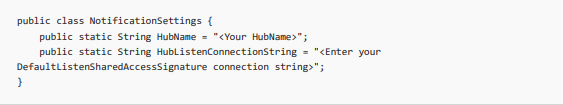 public class NotificationSettings {
    public static String HubName = "<Your HubName>";
    public static String HubListenConnectionString = "<Enter your
DefaultListenSharedAccessSignature connection string>";
}